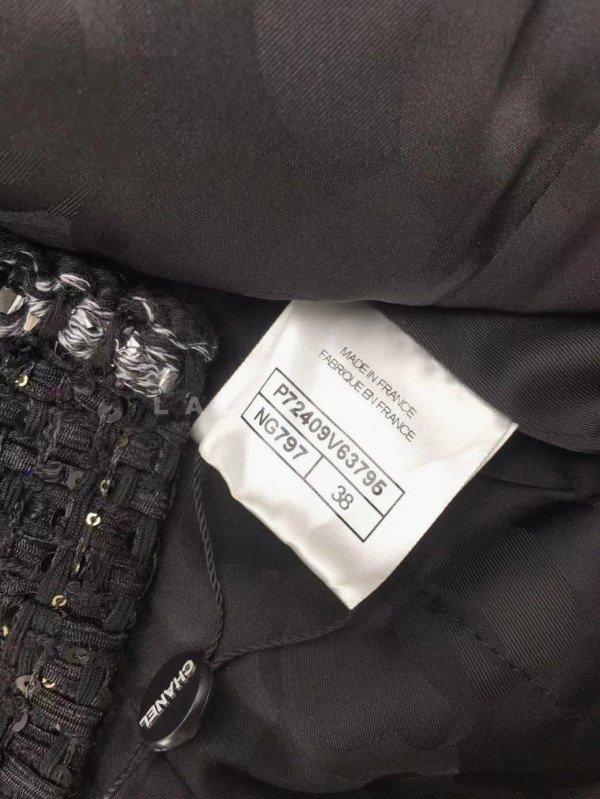 MADE IN FRANCE
FABRIQUE EN FRANCE
P72409V63795
NG797
38
CHANEL